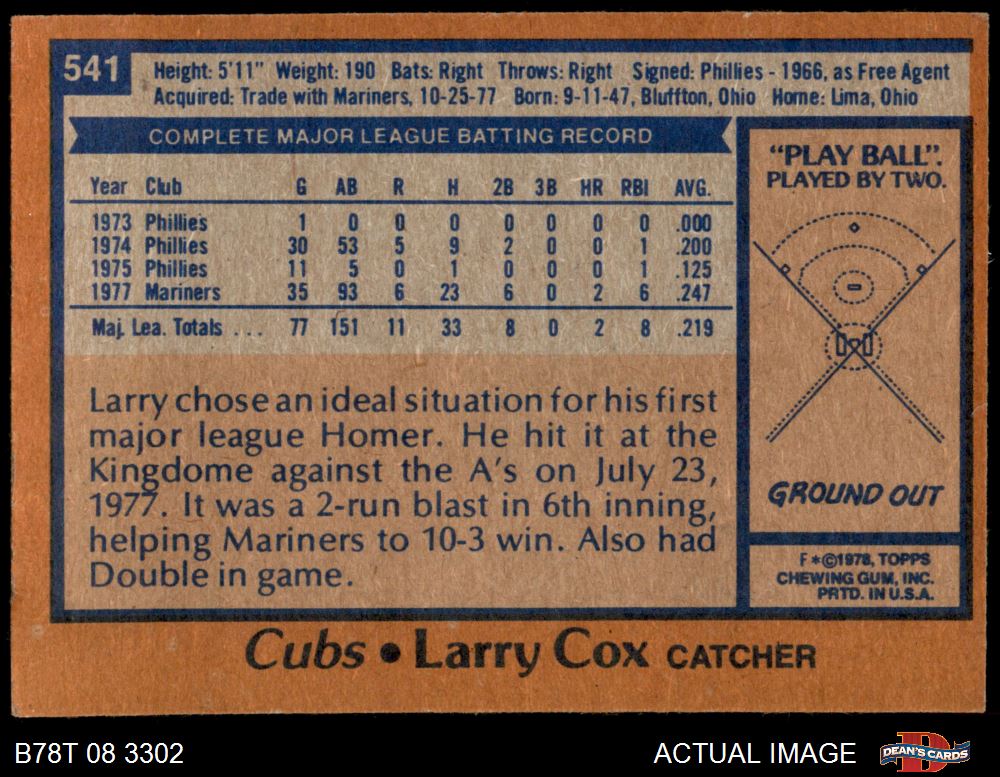 541
Height: 5'11" Weight: 190 Bats: Right Throws: Right Signed: Phillies - 1966, as Free Agent
Acquired: Trade with Mariners, 10-25-77 Born: 9-11-47, Bluffton, Ohio Home: Lima, Ohio
COMPLETE MAJOR LEAGUE BATTING RECORD
Year Club G AB R H 2B 3B HR RBI AVG.
1973 Phillies 1 0 0 0 0 0 0 0 .000
1974 Phillies 30 53 5 9 2 0 0 1 .200
1975 Phillies 11 5 0 1 0 0 0 1 .125
1977 Mariners 35 93 6 23 6 0 2 6 .247
Maj. Lea. Totals ... 77 151 11 33 8 0 2 8 .219
Larry chose an ideal situation for his first
major league Homer. He hit it at the
Kingdome against the A's on July 23,
1977. It was a 2-run blast in 6th inning,
helping Mariners to 10-3 win. Also had
Double in game.
"PLAY BALL".
PLAYED BY TWO.
GROUND OUT
F*©1978, TOPPS
CHEWING GUM, INC.
PRTD. IN U.S.A.
Cubs • Larry Cox CATCHER
B78T 08 3302
ACTUAL IMAGE
DEAN'S CARDS